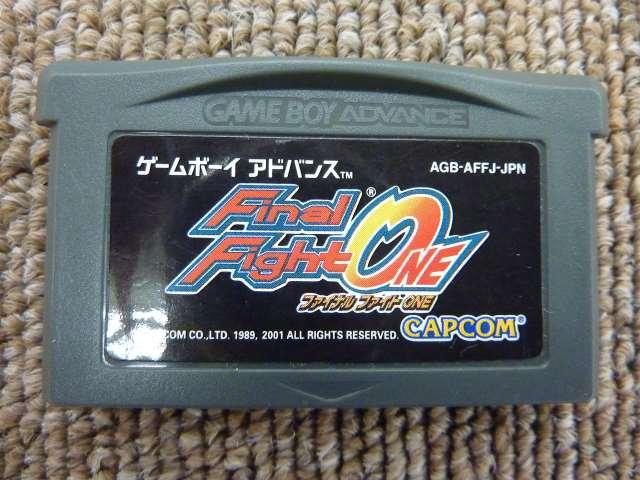 GAME BOY ADVANCE
ゲームボーイ アドバンス™
AGB-AFFJ-JPN
Final®
Fight ONE
ファイナル ファイト ONE
COM CO.,LTD. 1989, 2001 ALL RIGHTS RESERVED.
CAPCOM®